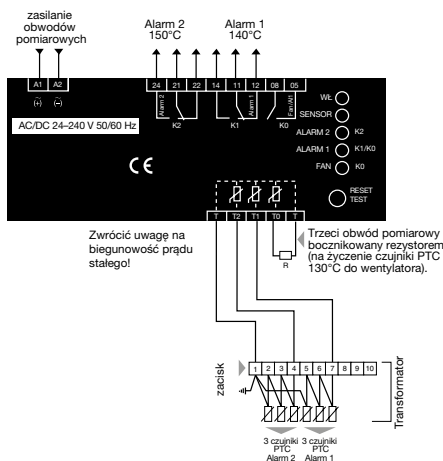 zasilanie
obwodów
pomiarowych
Alarm 2
150°C
Alarm 1
140°C
A1 A2
24 21 22 14 11 12 08 05
(+) (–)
Alarm 2
Alarm 1
Fan/Al1
K2 K1 K0
AC/DC 24–240 V 50/60 Hz
CE
WŁ
SENSOR
ALARM 2 K2
ALARM 1 K1/K0
FAN K0
RESET
TEST
T T2 T1 T0 T
R
Zwrócić uwagę na
biegunowość prądu
stałego!
Trzeci obwód pomiarowy
bocznikowany rezystorem
(na życzenie czujniki PTC
130°C do wentylatora).
zacisk
1 2 3 4 5 6 7 8 9 10
Transformator
3 czujniki
PTC
Alarm 2
3 czujniki
PTC
Alarm 1